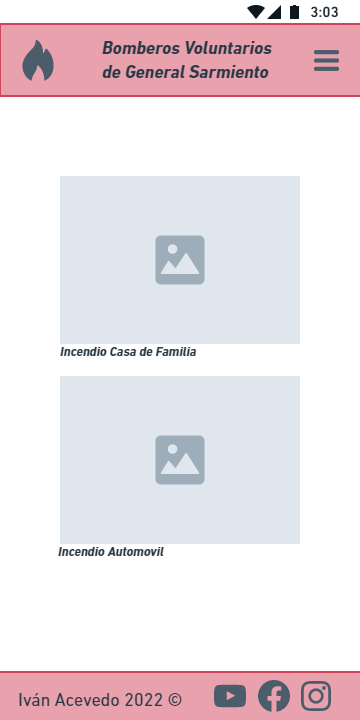 3:03
Bomberos Voluntarios
de General Sarmiento
Incendio Casa de Familia
Incendio Automovil
Iván Acevedo 2022 ©